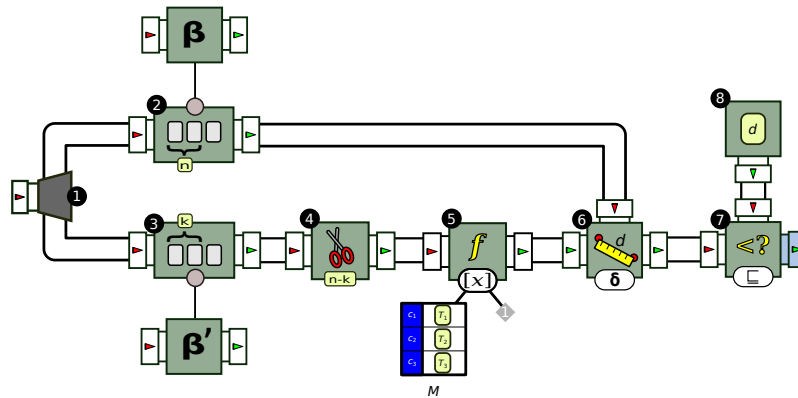 β
2
8
n
d
1
3
k
4
5
6
7
f
d
<?
n-k
[x]
δ
⊑
β′
c₁ T₁
1
c₂ T₂
c₃ T₃
M